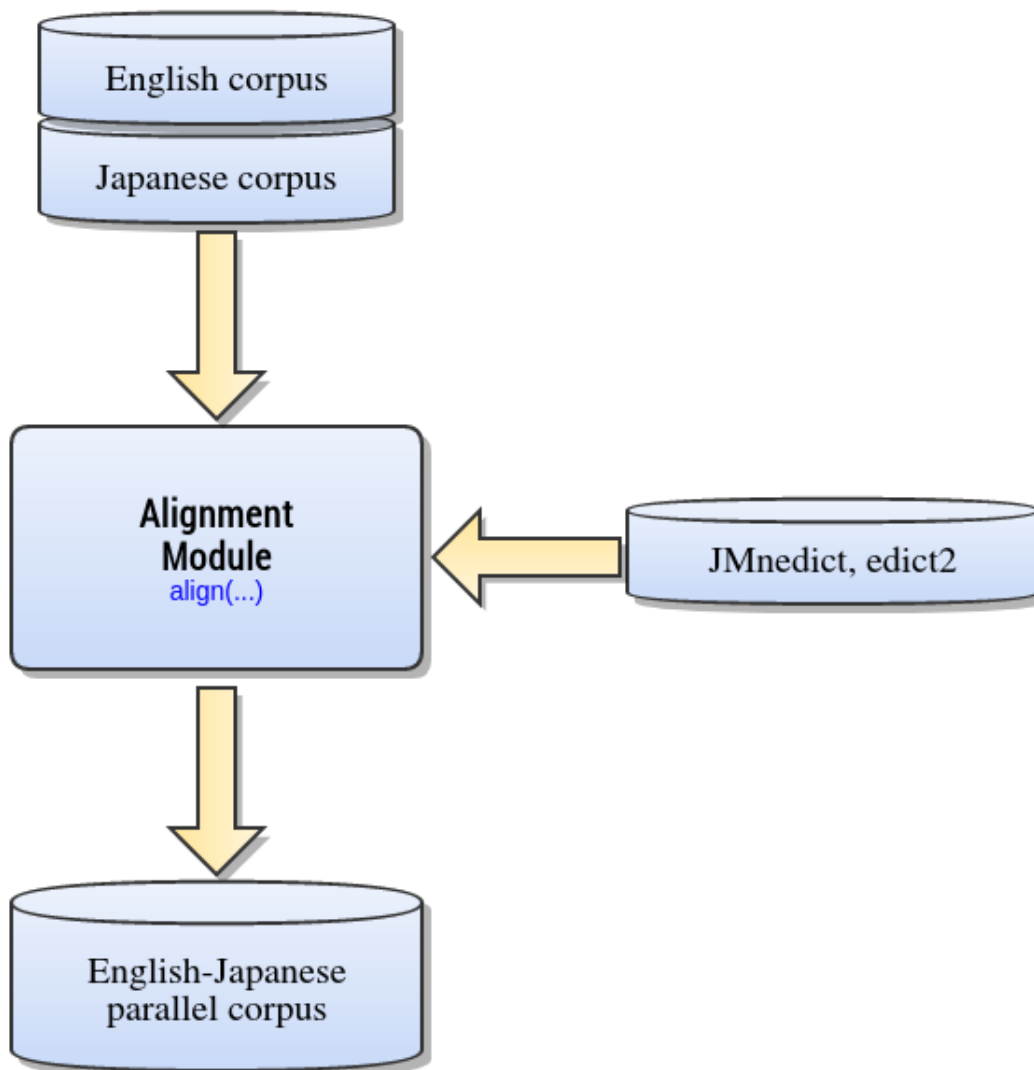 English corpus
Japanese corpus
Alignment
Module
align(...)
JMnedict, edict2
English-Japanese
parallel corpus